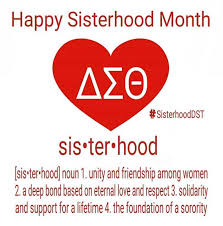 Happy Sisterhood Month
ΔΣΘ
#SisterhoodDST
sis•ter•hood
[sis•ter•hood) noun 1. unity and friendship among women
2. a deep bond based on eternal love and respect 3. solidarity
and support for a lifetime 4. the foundation of a sorority